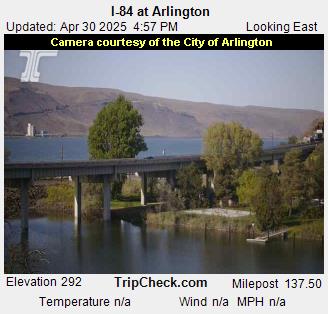 I-84 at Arlington
Updated: Apr 30 2025 4:57 PM Looking East
Camera courtesy of the City of Arlington
Elevation 292 TripCheck.com Milepost 137.50
Temperature n/a Wind n/a MPH n/a